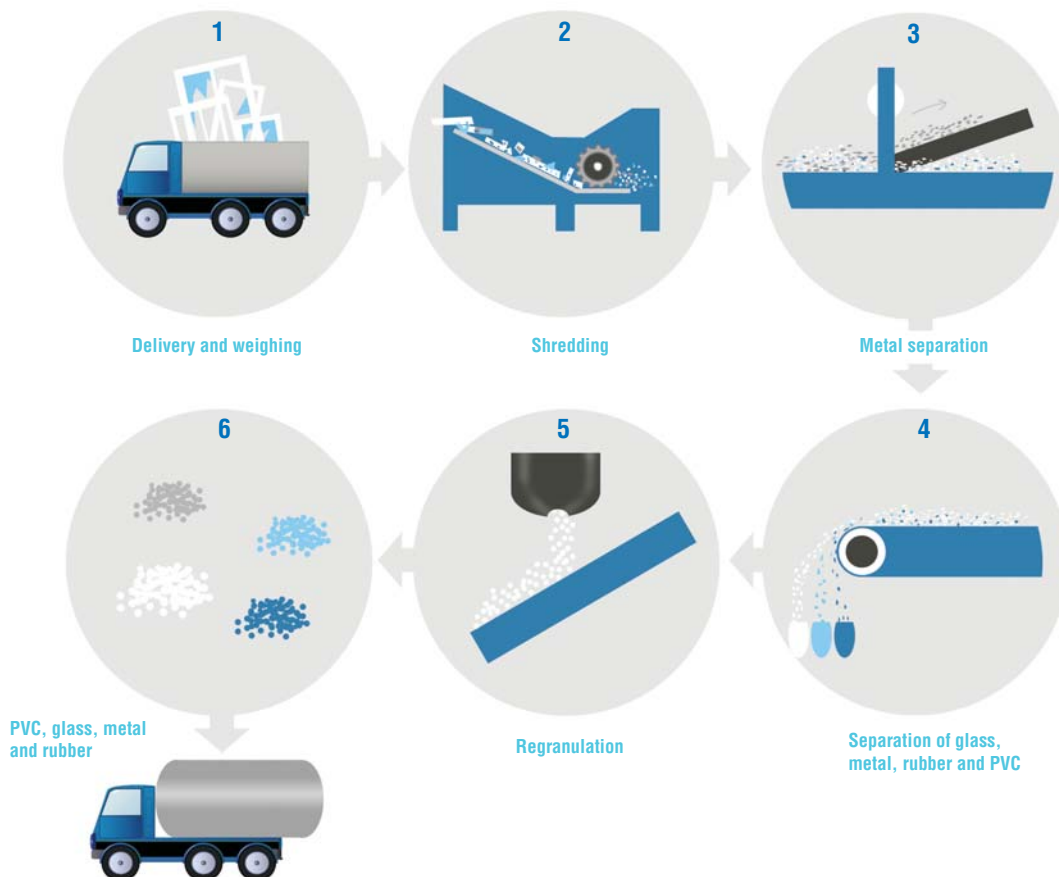 1
Delivery and weighing
2
Shredding
3
Metal separation
4
Separation of glass,
metal, rubber and PVC
5
Regranulation
6
PVC, glass, metal
and rubber